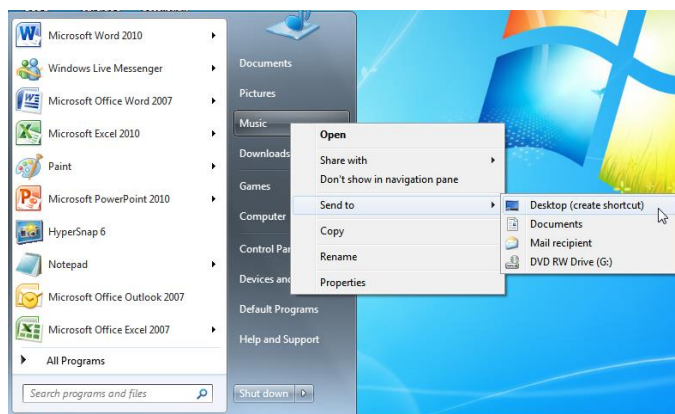 Microsoft Word 2010
Windows Live Messenger
Microsoft Office Word 2007
Microsoft Excel 2010
Paint
Microsoft PowerPoint 2010
HyperSnap 6
Notepad
Microsoft Office Outlook 2007
Microsoft Office Excel 2007
All Programs
Search programs and files
Documents
Pictures
Music
Downloads
Games
Computer
Control Par
Devices and
Default Programs
Help and Support
Shut down
Open
Share with
Don't show in navigation pane
Send to
Copy
Rename
Properties
Desktop (create shortcut)
Documents
Mail recipient
DVD RW Drive (G:)